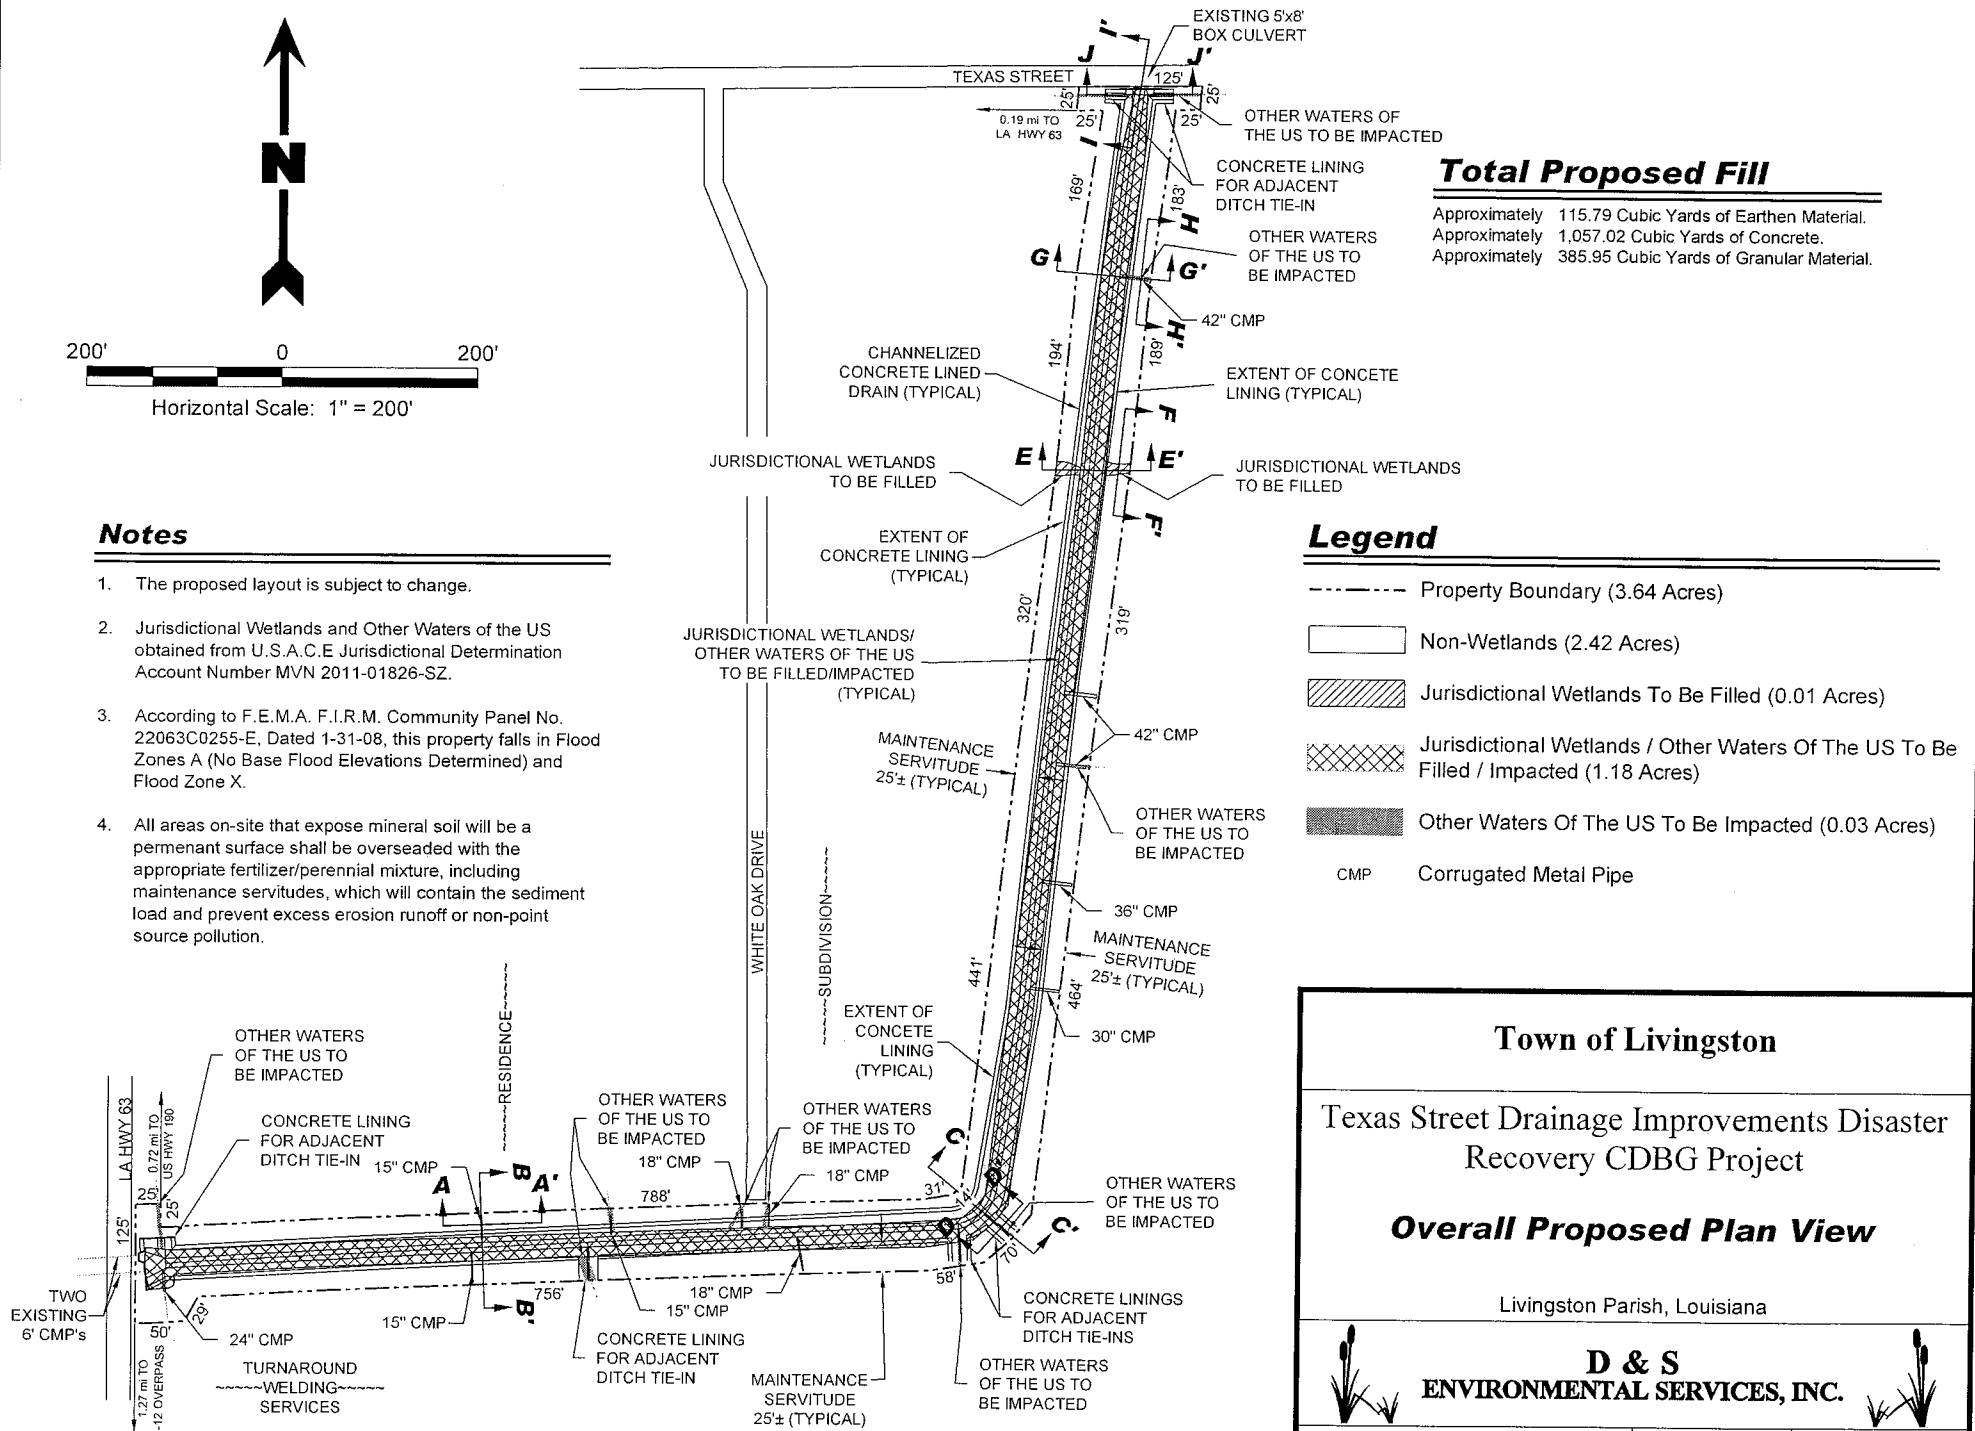 EXISTING 5'x8'
BOX CULVERT
I'
J
J'
TEXAS STREET
125'
25'
25'
25'
25'
0.19 mi TO
LA HWY 63
I
OTHER WATERS OF
THE US TO BE IMPACTED
CONCRETE LINING
FOR ADJACENT
DITCH TIE-IN
169'
183'
H
OTHER WATERS
OF THE US TO
BE IMPACTED
G
G'
42" CMP
H'
194'
189'
CHANNELIZED
CONCRETE LINED
DRAIN (TYPICAL)
EXTENT OF CONCETE
LINING (TYPICAL)
F
E
E'
JURISDICTIONAL WETLANDS
TO BE FILLED
JURISDICTIONAL WETLANDS
TO BE FILLED
F'
EXTENT OF
CONCRETE LINING
(TYPICAL)
320'
319'
JURISDICTIONAL WETLANDS/
OTHER WATERS OF THE US
TO BE FILLED/IMPACTED
(TYPICAL)
42" CMP
MAINTENANCE
SERVITUDE
25'± (TYPICAL)
OTHER WATERS
OF THE US TO
BE IMPACTED
36" CMP
MAINTENANCE
SERVITUDE
25'± (TYPICAL)
441'
464'
30" CMP
EXTENT OF
CONCETE
LINING
(TYPICAL)
WHITE OAK DRIVE
~~~~SUBDIVISION~~~~
~~~~RESIDENCE~~~~
N
200'
0
200'
Horizontal Scale: 1" = 200'
Total Proposed Fill
Approximately 115.79 Cubic Yards of Earthen Material.
Approximately 1,057.02 Cubic Yards of Concrete.
Approximately 385.95 Cubic Yards of Granular Material.
Notes
1. The proposed layout is subject to change.
2. Jurisdictional Wetlands and Other Waters of the US
obtained from U.S.A.C.E Jurisdictional Determination
Account Number MVN 2011-01826-SZ.
3. According to F.E.M.A. F.I.R.M. Community Panel No.
22063C0255-E, Dated 1-31-08, this property falls in Flood
Zones A (No Base Flood Elevations Determined) and
Flood Zone X.
4. All areas on-site that expose mineral soil will be a
permenant surface shall be overseaded with the
appropriate fertilizer/perennial mixture, including
maintenance servitudes, which will contain the sediment
load and prevent excess erosion runoff or non-point
source pollution.
Legend
Property Boundary (3.64 Acres)
Non-Wetlands (2.42 Acres)
Jurisdictional Wetlands To Be Filled (0.01 Acres)
Jurisdictional Wetlands / Other Waters Of The US To Be
Filled / Impacted (1.18 Acres)
Other Waters Of The US To Be Impacted (0.03 Acres)
CMP Corrugated Metal Pipe
OTHER WATERS
OF THE US TO
BE IMPACTED
LA HWY 63
0.72 mi TO
US HWY 190
CONCRETE LINING
FOR ADJACENT
DITCH TIE-IN
15" CMP
25'
25'
125'
A
B
A'
OTHER WATERS
OF THE US TO
BE IMPACTED
18" CMP
788'
OTHER WATERS
OF THE US TO
BE IMPACTED
18" CMP
31'
C
14'
D'
D
C'
70'
58'
OTHER WATERS
OF THE US TO
BE IMPACTED
TWO
EXISTING
6' CMP's
50'
29'
24" CMP
1.27 mi TO
-12 OVERPASS
TURNAROUND
~~~~~WELDING~~~~~
SERVICES
15" CMP
B'
756'
18" CMP
15" CMP
CONCRETE LINING
FOR ADJACENT
DITCH TIE-IN
MAINTENANCE
SERVITUDE
25'± (TYPICAL)
CONCRETE LININGS
FOR ADJACENT
DITCH TIE-INS
OTHER WATERS
OF THE US TO
BE IMPACTED
Town of Livingston
Texas Street Drainage Improvements Disaster
Recovery CDBG Project
Overall Proposed Plan View
Livingston Parish, Louisiana
D & S
ENVIRONMENTAL SERVICES, INC.